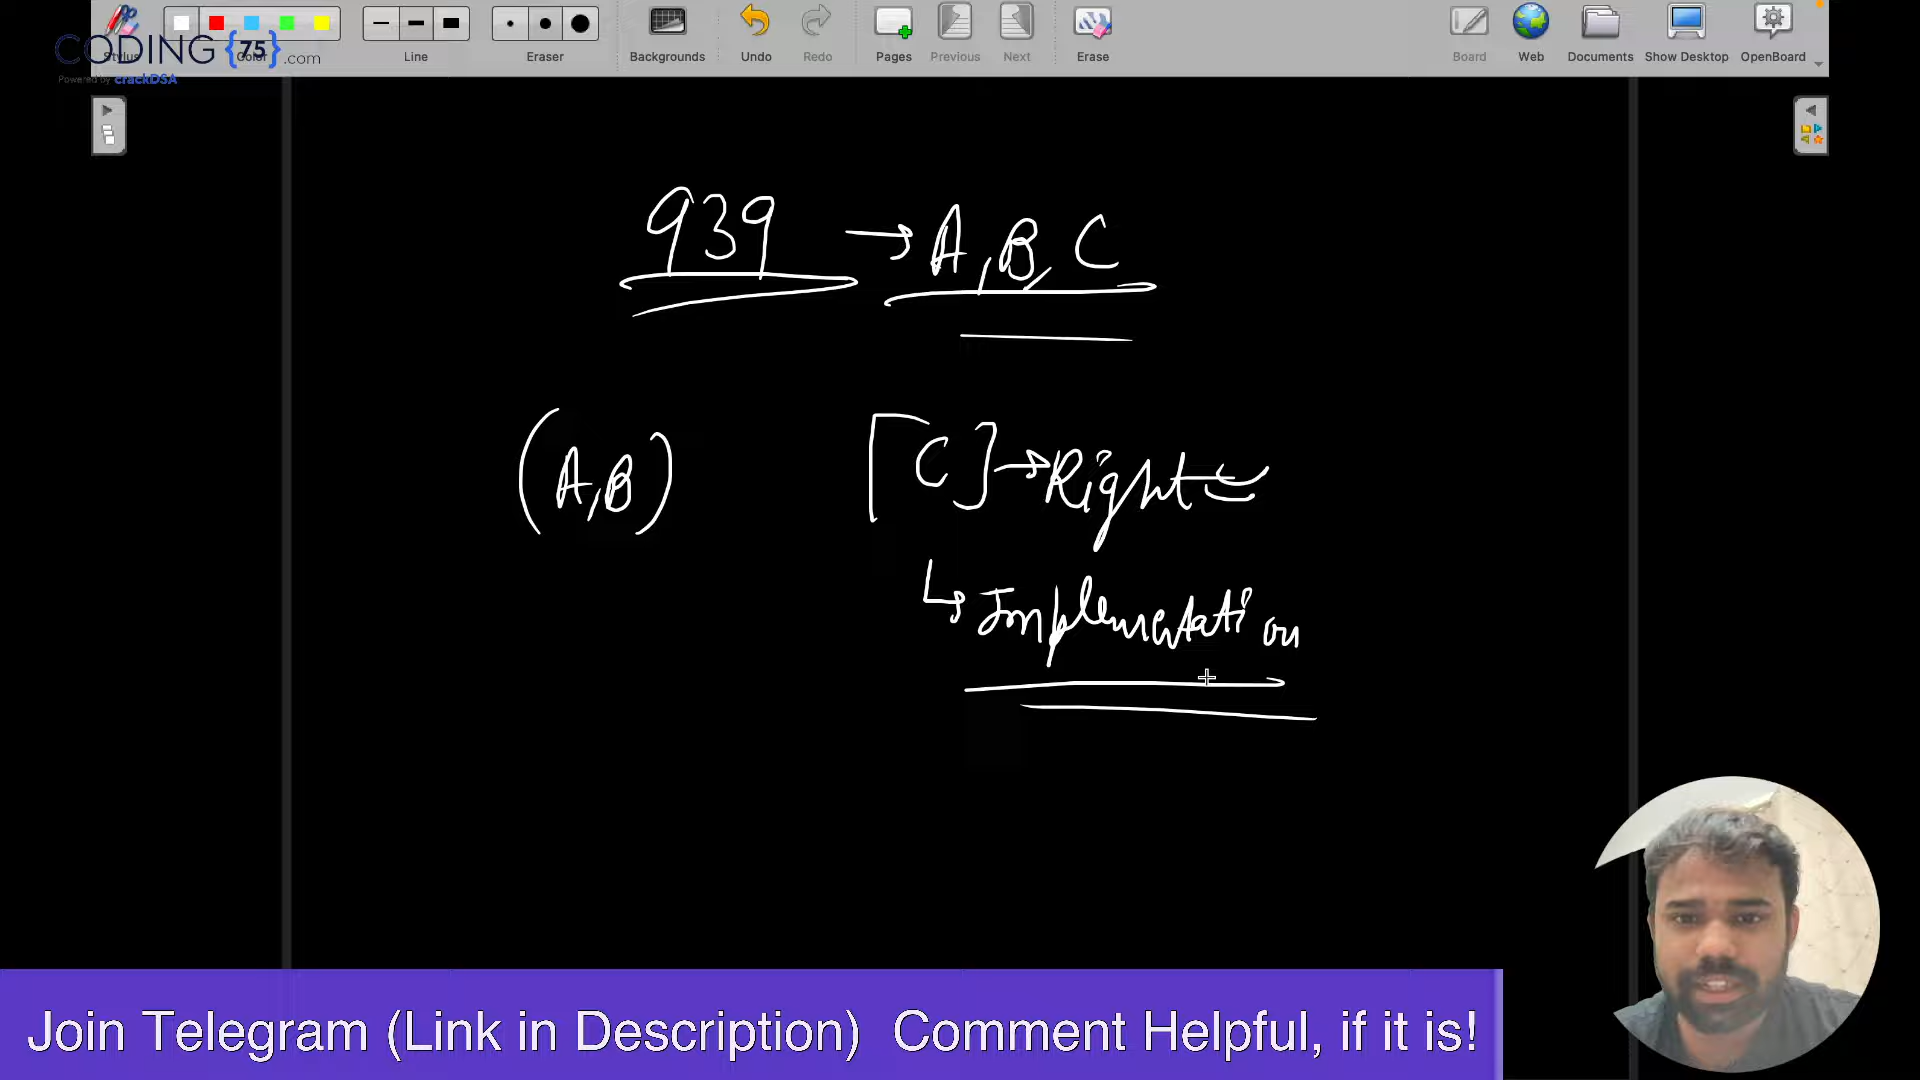 CODING {75} .com
Powered by crackDSA
Stylus Color Line Eraser Backgrounds Undo Redo Pages Previous Next Erase Board Web Documents Show Desktop OpenBoard
939 → A, B, C
(A, B) [C] → Right
↳ Implementation
Join Telegram (Link in Description) Comment Helpful, if it is!